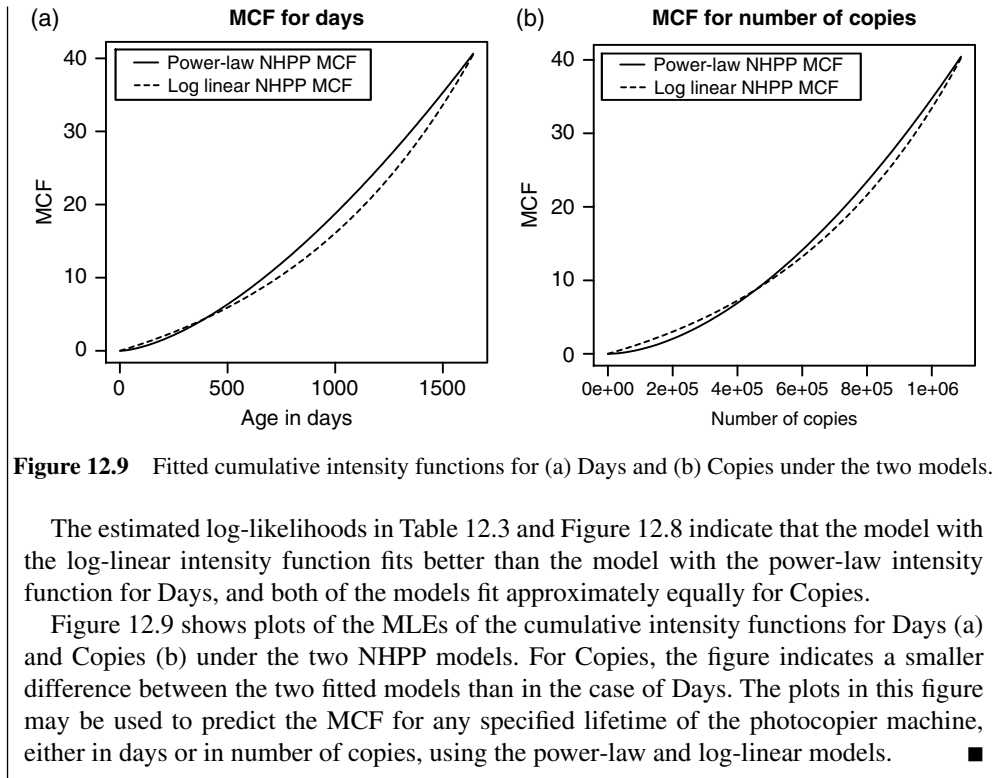 (a) MCF for days
40
30
20
10
0
MCF
Power-law NHPP MCF
Log linear NHPP MCF
0 500 1000 1500
Age in days
(b) MCF for number of copies
40
30
20
10
0
MCF
Power-law NHPP MCF
Log linear NHPP MCF
0e+00 2e+05 4e+05 6e+05 8e+05 1e+06
Number of copies
Figure 12.9 Fitted cumulative intensity functions for (a) Days and (b) Copies under the two models.
The estimated log-likelihoods in Table 12.3 and Figure 12.8 indicate that the model with
the log-linear intensity function fits better than the model with the power-law intensity
function for Days, and both of the models fit approximately equally for Copies.
Figure 12.9 shows plots of the MLEs of the cumulative intensity functions for Days (a)
and Copies (b) under the two NHPP models. For Copies, the figure indicates a smaller
difference between the two fitted models than in the case of Days. The plots in this figure
may be used to predict the MCF for any specified lifetime of the photocopier machine,
either in days or in number of copies, using the power-law and log-linear models. ■